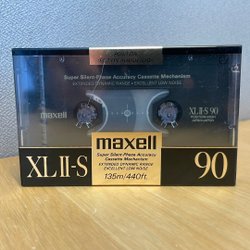 Super Silent-Phase Accuracy Cassette Mechanism
EXTENDED DYNAMIC RANGE • EXCELLENT LOW NOISE
XLII-S 90
maxell
Super Silent-Phase Accuracy
Cassette Mechanism
EXTENDED DYNAMIC RANGE
EXCELLENT LOW NOISE
135m/440ft.
XLII-S
90